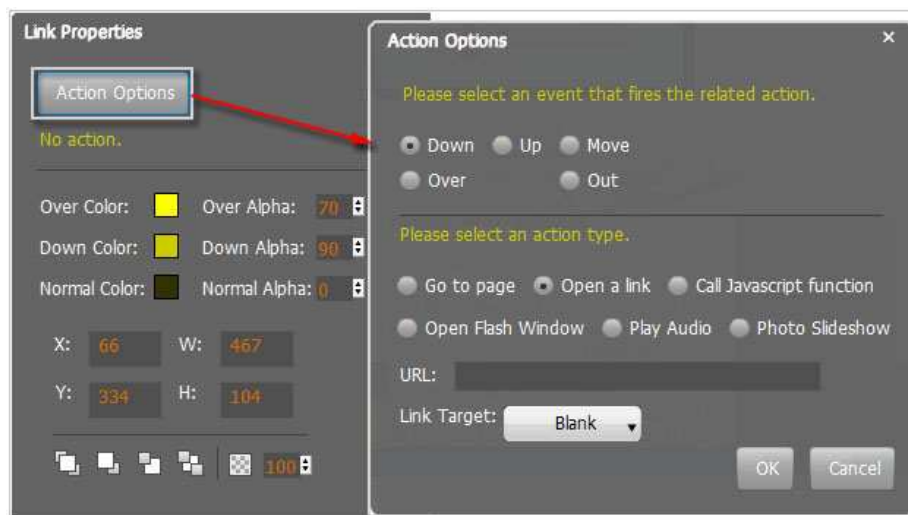 Link Properties
Action Options
No action.
Over Color: Over Alpha: 70
Down Color: Down Alpha: 90
Normal Color: Normal Alpha: 0
X: 66 W: 467
Y: 334 H: 104
100
Action Options ×
Please select an event that fires the related action.
Down Up Move
Over Out
Please select an action type.
Go to page Open a link Call Javascript function
Open Flash Window Play Audio Photo Slideshow
URL:
Link Target: Blank
OK Cancel